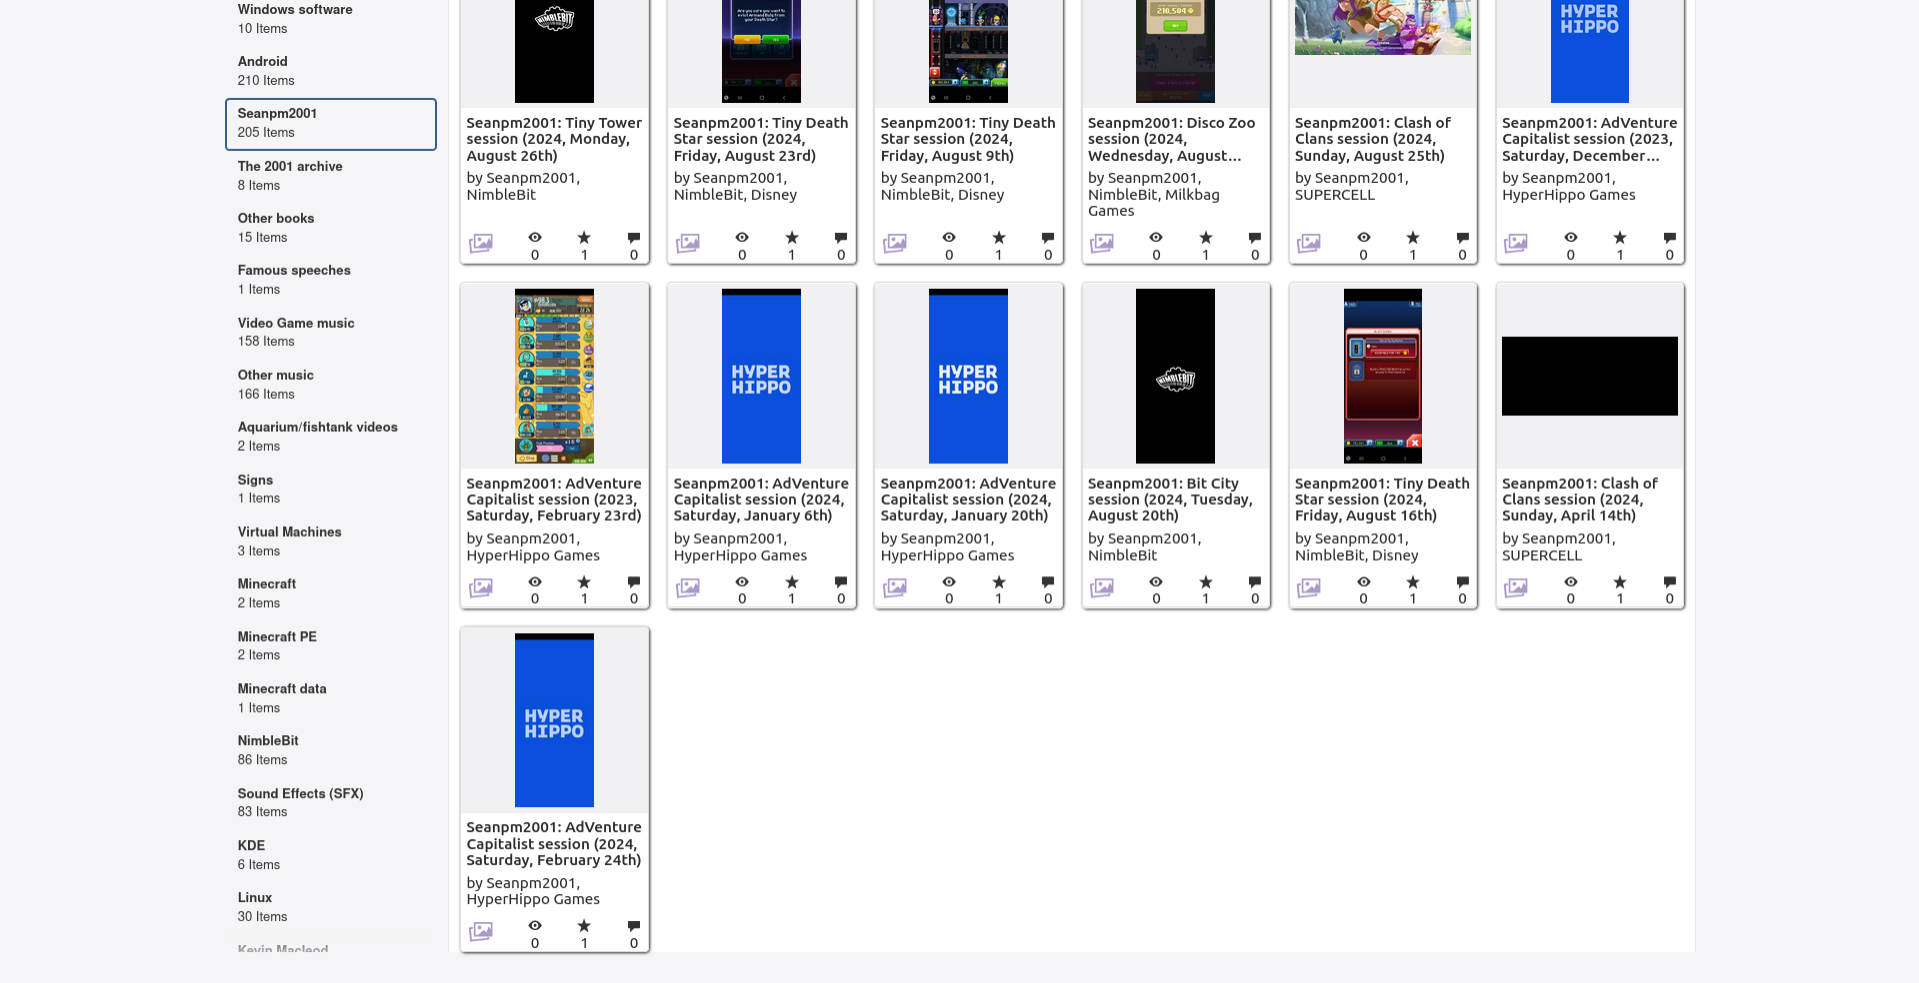 Windows software
10 Items
Android
210 Items
Seanpm2001
205 Items
The 2001 archive
8 Items
Other books
15 Items
Famous speeches
1 Items
Video Game music
158 Items
Other music
166 Items
Aquarium/fishtank videos
2 Items
Signs
1 Items
Virtual Machines
3 Items
Minecraft
2 Items
Minecraft PE
2 Items
Minecraft data
1 Items
NimbleBit
86 Items
Sound Effects (SFX)
83 Items
KDE
6 Items
Linux
30 Items
Kevin Macleod
NIMBLEBIT
Seanpm2001: Tiny Tower
session (2024, Monday,
August 26th)
by Seanpm2001,
NimbleBit
0 1 0
Are you sure you want to
Seanpm2001: Tiny Death
Star session (2024,
Friday, August 23rd)
by Seanpm2001,
NimbleBit, Disney
0 1 0
Seanpm2001: Tiny Death
Star session (2024,
Friday, August 9th)
by Seanpm2001,
NimbleBit, Disney
0 1 0
210,504
Seanpm2001: Disco Zoo
session (2024,
Wednesday, August...
by Seanpm2001,
NimbleBit, Milkbag
Games
0 1 0
Seanpm2001: Clash of
Clans session (2024,
Sunday, August 25th)
by Seanpm2001,
SUPERCELL
0 1 0
HYPER
HIPPO
Seanpm2001: AdVenture
Capitalist session (2023,
Saturday, December...
by Seanpm2001,
HyperHippo Games
0 1 0
Seanpm2001: AdVenture
Capitalist session (2023,
Saturday, February 23rd)
by Seanpm2001,
HyperHippo Games
0 1 0
HYPER
HIPPO
Seanpm2001: AdVenture
Capitalist session (2024,
Saturday, January 6th)
by Seanpm2001,
HyperHippo Games
0 1 0
HYPER
HIPPO
Seanpm2001: AdVenture
Capitalist session (2024,
Saturday, January 20th)
by Seanpm2001,
HyperHippo Games
0 1 0
NIMBLEBIT
Seanpm2001: Bit City
session (2024, Tuesday,
August 20th)
by Seanpm2001,
NimbleBit
0 1 0
Seanpm2001: Tiny Death
Star session (2024,
Friday, August 16th)
by Seanpm2001,
NimbleBit, Disney
0 1 0
Seanpm2001: Clash of
Clans session (2024,
Sunday, April 14th)
by Seanpm2001,
SUPERCELL
0 1 0
HYPER
HIPPO
Seanpm2001: AdVenture
Capitalist session (2024,
Saturday, February 24th)
by Seanpm2001,
HyperHippo Games
0 1 0